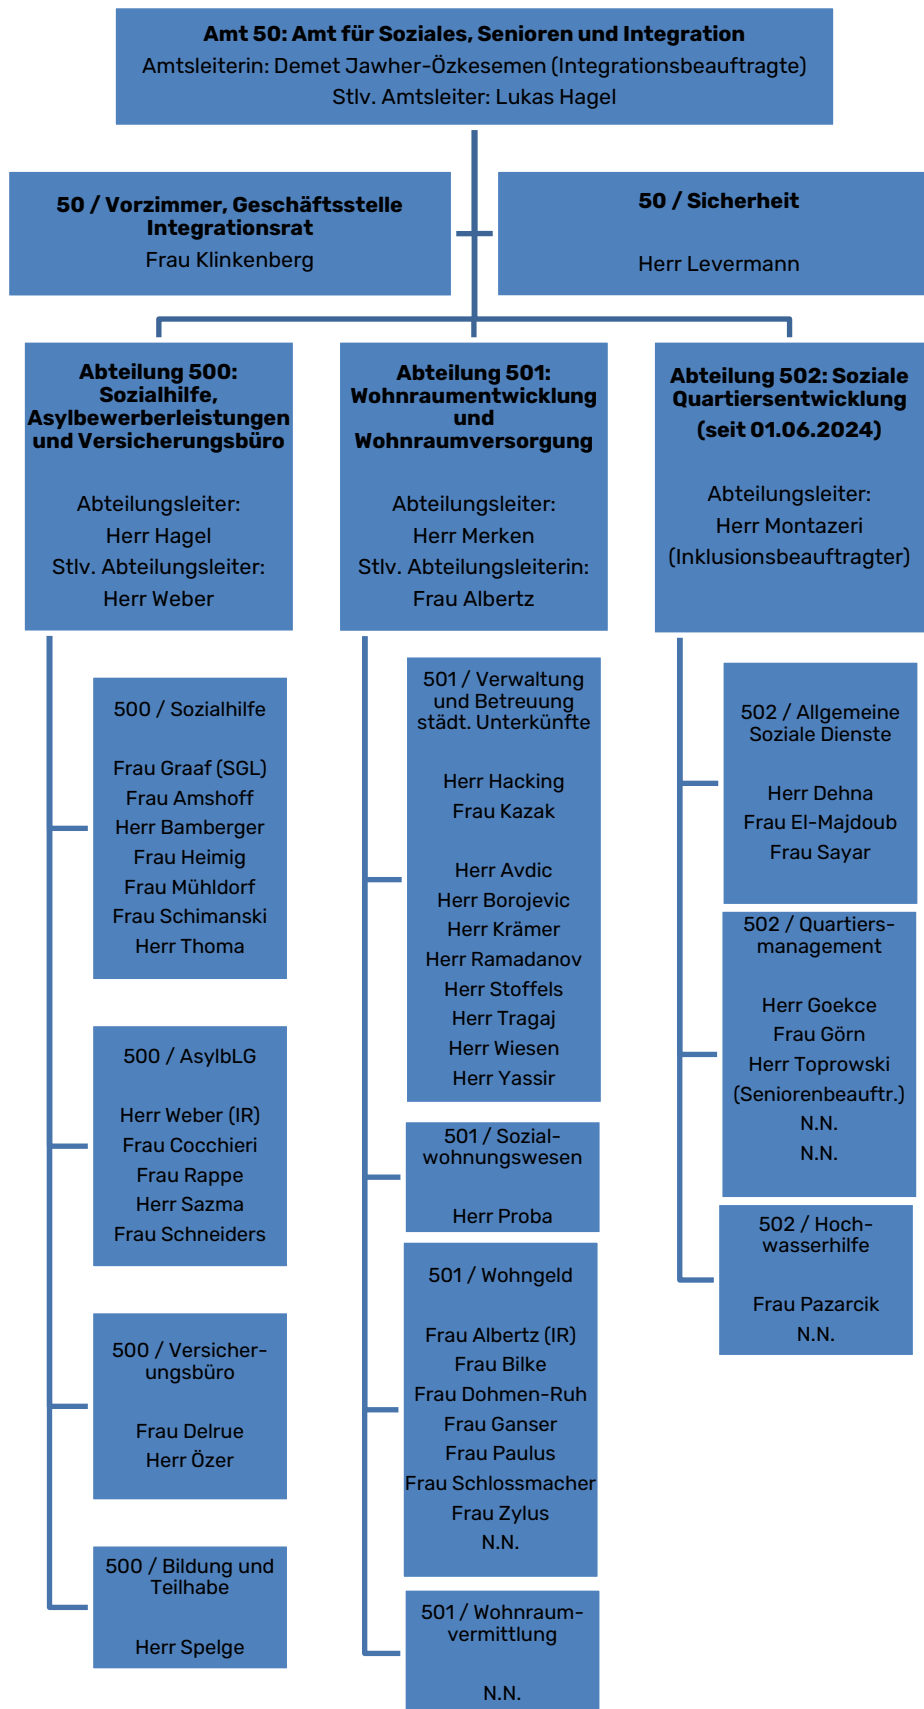 Amt 50: Amt für Soziales, Senioren und Integration
Amtsleiterin: Demet Jawher-Özkesemen (Integrationsbeauftragte)
Stlv. Amtsleiter: Lukas Hagel
50 / Vorzimmer, Geschäftsstelle
Integrationsrat
Frau Klinkenberg
50 / Sicherheit
Herr Levermann
Abteilung 500:
Sozialhilfe,
Asylbewerberleistungen
und Versicherungsbüro
Abteilungsleiter:
Herr Hagel
Stlv. Abteilungsleiter:
Herr Weber
500 / Sozialhilfe
Frau Graaf (SGL)
Frau Amshoff
Herr Bamberger
Frau Heimig
Frau Mühldorf
Frau Schimanski
Herr Thoma
500 / AsylbLG
Herr Weber (IR)
Frau Cocchieri
Frau Rappe
Herr Sazma
Frau Schneiders
500 / Versicher-
ungsbüro
Frau Delrue
Herr Özer
500 / Bildung und
Teilhabe
Herr Spelge
Abteilung 501:
Wohnraumentwicklung
und
Wohnraumversorgung
Abteilungsleiter:
Herr Merken
Stlv. Abteilungsleiterin:
Frau Albertz
501 / Verwaltung
und Betreuung
städt. Unterkünfte
Herr Hacking
Frau Kazak
Herr Avdic
Herr Borojevic
Herr Krämer
Herr Ramadanov
Herr Stoffels
Herr Tragaj
Herr Wiesen
Herr Yassir
501 / Sozial-
wohnungswesen
Herr Proba
501 / Wohngeld
Frau Albertz (IR)
Frau Bilke
Frau Dohmen-Ruh
Frau Ganser
Frau Paulus
Frau Schlossmacher
Frau Zylus
N.N.
501 / Wohnraum-
vermittlung
N.N.
Abteilung 502: Soziale
Quartiersentwicklung
(seit 01.06.2024)
Abteilungsleiter:
Herr Montazeri
(Inklusionsbeauftragter)
502 / Allgemeine
Soziale Dienste
Herr Dehna
Frau El-Majdoub
Frau Sayar
502 / Quartiers-
management
Herr Goekce
Frau Görn
Herr Toprowski
(Seniorenbeauftr.)
N.N.
N.N.
502 / Hoch-
wasserhilfe
Frau Pazarcik
N.N.